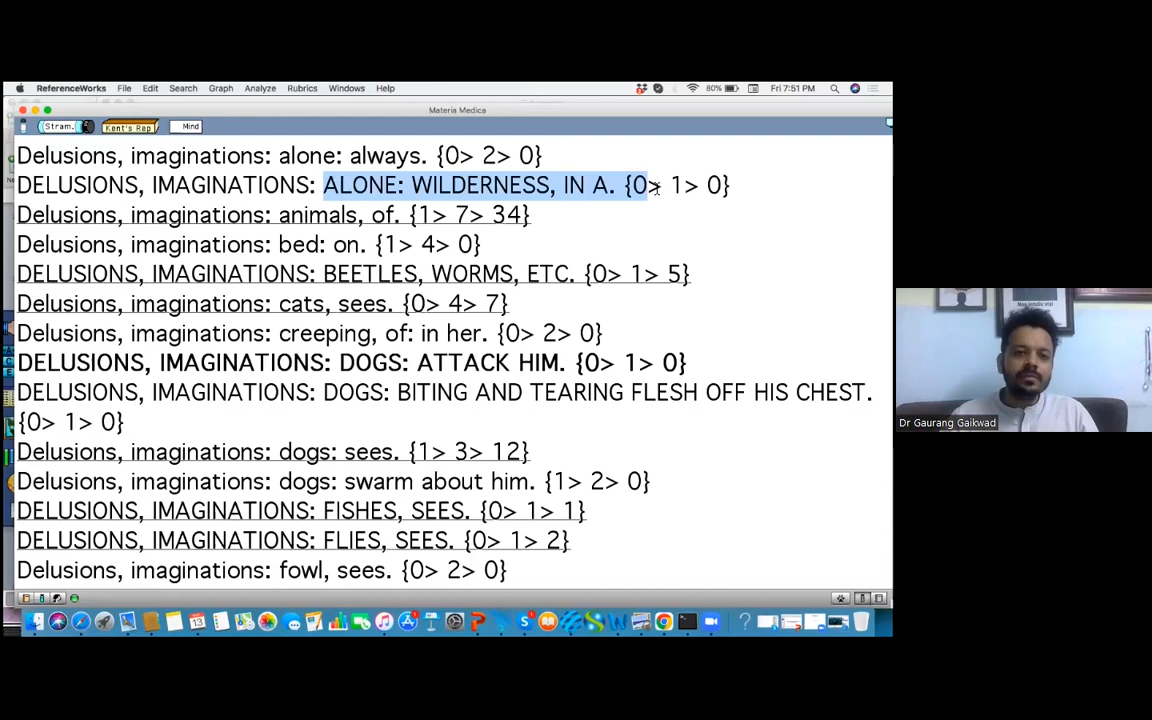 ReferenceWorks File Edit Search Graph Analyze Rubrics Windows Help 80% Fri 7:51 PM
Materia Medica
Stram. Kent's Rep Mind
Delusions, imaginations: alone: always. {0> 2> 0}
DELUSIONS, IMAGINATIONS: ALONE: WILDERNESS, IN A. {0> 1> 0}
Delusions, imaginations: animals, of. {1> 7> 34}
Delusions, imaginations: bed: on. {1> 4> 0}
DELUSIONS, IMAGINATIONS: BEETLES, WORMS, ETC. {0> 1> 5}
Delusions, imaginations: cats, sees. {0> 4> 7}
Delusions, imaginations: creeping, of: in her. {0> 2> 0}
DELUSIONS, IMAGINATIONS: DOGS: ATTACK HIM. {0> 1> 0}
DELUSIONS, IMAGINATIONS: DOGS: BITING AND TEARING FLESH OFF HIS CHEST.
{0> 1> 0}
Delusions, imaginations: dogs: sees. {1> 3> 12}
Delusions, imaginations: dogs: swarm about him. {1> 2> 0}
DELUSIONS, IMAGINATIONS: FISHES, SEES. {0> 1> 1}
DELUSIONS, IMAGINATIONS: FLIES, SEES. {0> 1> 2}
Delusions, imaginations: fowl, sees. {0> 2> 0}
Dr Gaurang Gaikwad